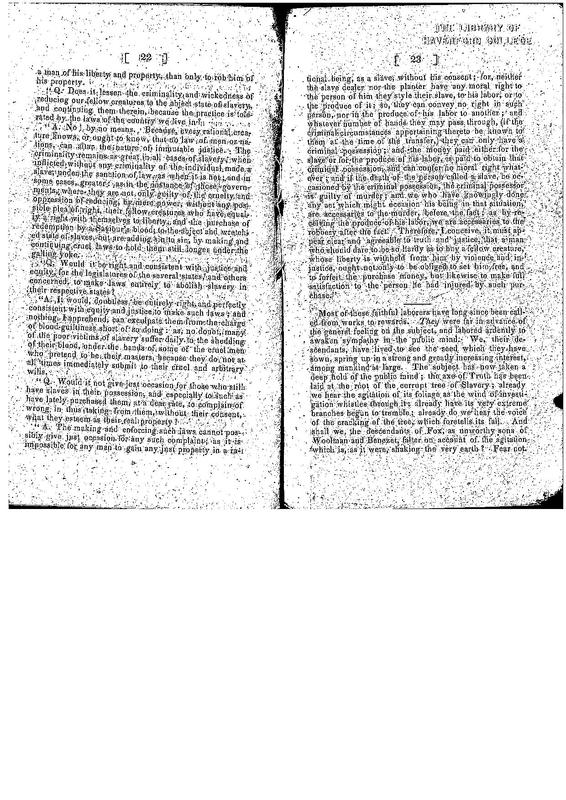 THE LIBRARY OF
HAVERFORD COLLEGE
[ 22 ]
a man of his liberty and property, than only to rob him of
his property.
"Q. Does it lessen the criminality and wickedness of
reducing our fellow creatures to the abject state of slavery,
and continuing them therein, because the practice is tole-
rated by the laws of the country we live in?
"A. No! by no means. Because, every rational crea-
ture knows, or ought to know, that no law of men or na-
tions, can alter the nature of immutable justice. The
criminality remains as great in all cases of slavery, when
inflicted without any criminality of the individual made a
slave, under the sanction of law, as when it is not; and in
some cases, greater; as in the instance of those govern-
ments, where they are not only guilty of the cruelty and
oppression of reducing, by mere power, without any pos-
sible plea of right, their fellow creatures who have equal-
ly a right with themselves to liberty, and the purchase of
redemption by a Saviour's blood, to the abject and wretch-
ed state of slaves, but are adding sin to sin, by making and
continuing cruel laws to hold them still longer under the
galling yoke.
"Q. Would it be right and consistent with justice and
equity, for the legislatures of the several states, and others
concerned, to make laws entirely to abolish slavery in
their respective states?
"A. It would, doubtless, be entirely right, and perfectly
consistent with equity and justice to make such laws; and
nothing, I apprehend, can exculpate them from the charge
of blood-guiltiness short of so doing; as, no doubt, many
of the poor victims of slavery suffer daily to the shedding
of their blood, under the hands of some of the cruel men
who pretend to be their masters, because they do not at
all times immediately submit to their cruel and arbitrary
wills.
"Q. Would it not give just occasion for those who still
have slaves in their possession, and especially to such as
have lately purchased them, at a dear rate, to complain of
wrong, in thus taking from them, without their consent,
what they esteem as their real property?
"A. The making and enforcing such laws cannot pos-
sibly give just occasion for any such complaint; as it is
impossible for any man to gain any just property in a ra-
[ 23 ]
tional being, as a slave, without his consent; for, neither
the slave dealer nor the planter have any moral right to
the person of him they style their slave, to his labor, or to
the produce of it; so, they can convey no right in such
person, nor in the produce of his labor to another; and
whatever number of hands they may pass through, (if the
criminal circumstances appertaining thereto be known to
them at the time of the transfer,) they can only have a
criminal possession; and the money paid either for the
slave or for the produce of his labor, is paid to obtain that
criminal possession, and can confer no moral right what-
ever; and if the death of the person called a slave, be oc-
casioned by the criminal possession, the criminal possessor
is guilty of murder; and we who have knowingly done
any act which might occasion his being in that situation,
are accessaries to the murder, before the fact; as by re-
ceiving the produce of his labor, we are accessaries to the
robbery after the fact. Therefore, I conceive, it must ap-
pear clear and agreeable to truth and justice, that a man
who should dare to be so hardy as to buy a fellow creature,
whose liberty is withheld from him by violence and in-
justice, ought not only to be obliged to set him free, and
to forfeit the purchase money, but likewise to make full
satisfaction to the person he had injured by such pur-
chase."
Most of these faithful laborers have long since been call-
ed from works to rewards. They were far in advance of
the general feeling on the subject, and labored ardently to
awaken sympathy in the public mind. We, their de-
scendants, have lived to see the seed, which they have
sown, spring up in a strong and greatly increasing interest,
among mankind at large. The subject has now taken a
deep hold of the public mind; the axe of Truth has been
laid at the root of the corrupt tree of Slavery; already
we hear the agitation of its foliage as the wind of investi-
gation whistles through it; already have its very extreme
branches begun to tremble; already do we hear the voice
of the cracking of the tree, which foretells its fall. And
shall we, the descendants of Fox, as unworthy sons of
Woolman and Benezet, falter on account of the agitation
which is, as it were, shaking the very earth? Fear not